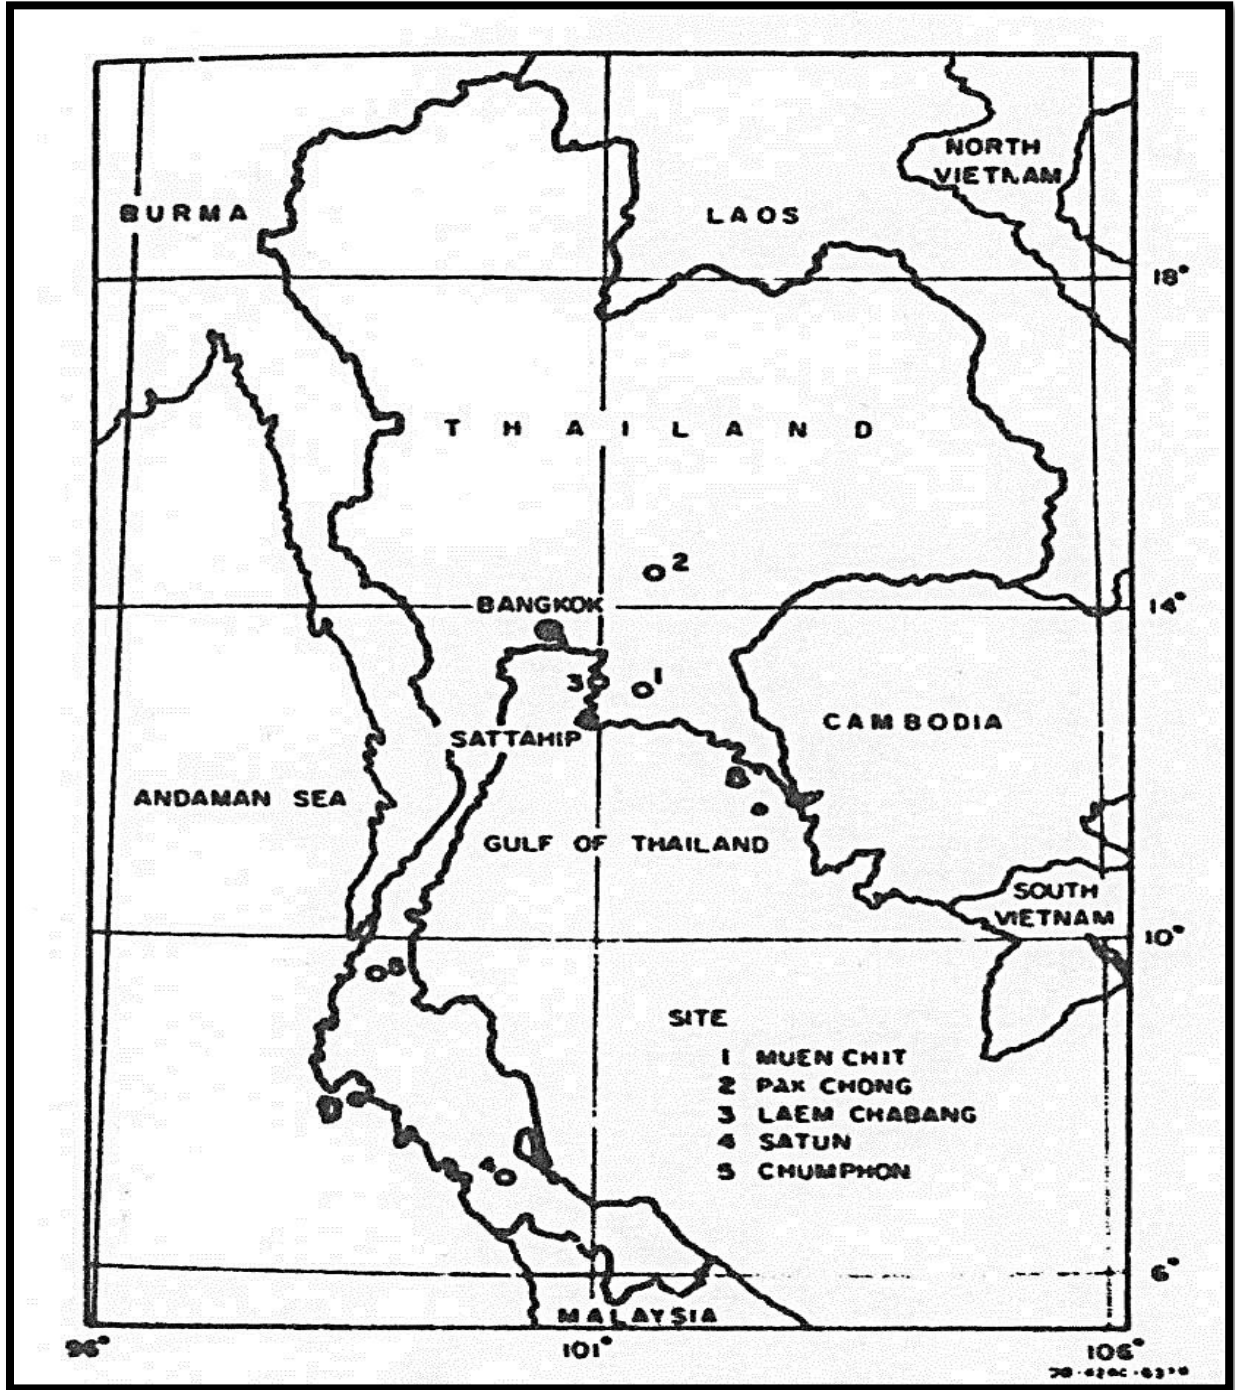 NORTH
VIETNAM
BURMA
LAOS
18°
THAILAND
2
BANGKOK
14°
3
1
SATTAHIP
CAMBODIA
ANDAMAN SEA
GULF OF THAILAND
SOUTH
VIETNAM
10°
5
SITE
1 MUEN CHIT
2 PAK CHONG
3 LAEM CHABANG
4 SATUN
5 CHUMPHON
4
6°
MALAYSIA
96° 101° 106°